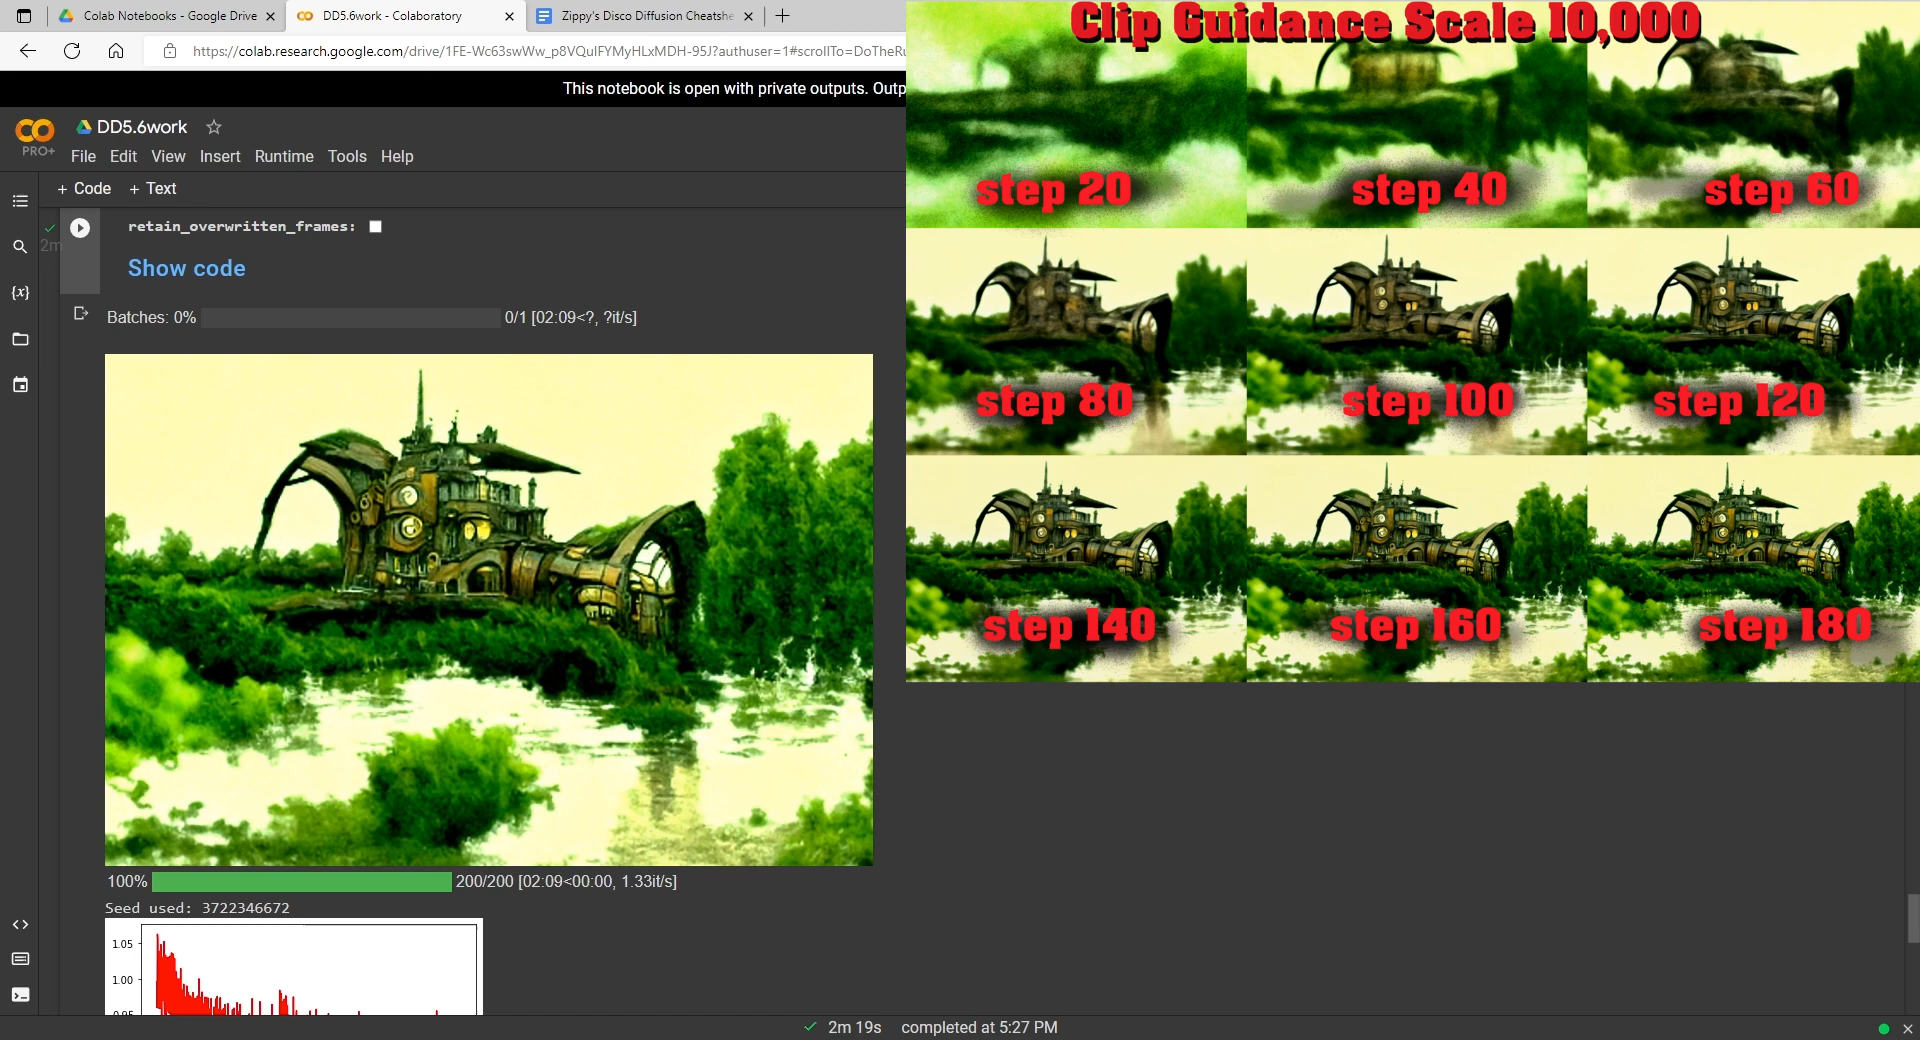 Colab Notebooks - Google Drive
DD5.6work - Colaboratory
Zippy's Disco Diffusion Cheatshe
https://colab.research.google.com/drive/1FE-Wc63swWw_p8VQuIFYMyHLxMDH-95J?authuser=1#scrollTo=DoTheRu
This notebook is open with private outputs. Outp
DD5.6work
PRO+
File Edit View Insert Runtime Tools Help
+ Code + Text
2m
retain_overwritten_frames:
Show code
{x}
Batches: 0% 0/1 [02:09<?, ?it/s]
100% 200/200 [02:09<00:00, 1.33it/s]
Seed used: 3722346672
1.05
1.00
0.95
2m 19s completed at 5:27 PM
Clip Guidance Scale 10,000
step 20 step 40 step 60
step 80 step 100 step 120
step 140 step 160 step 180